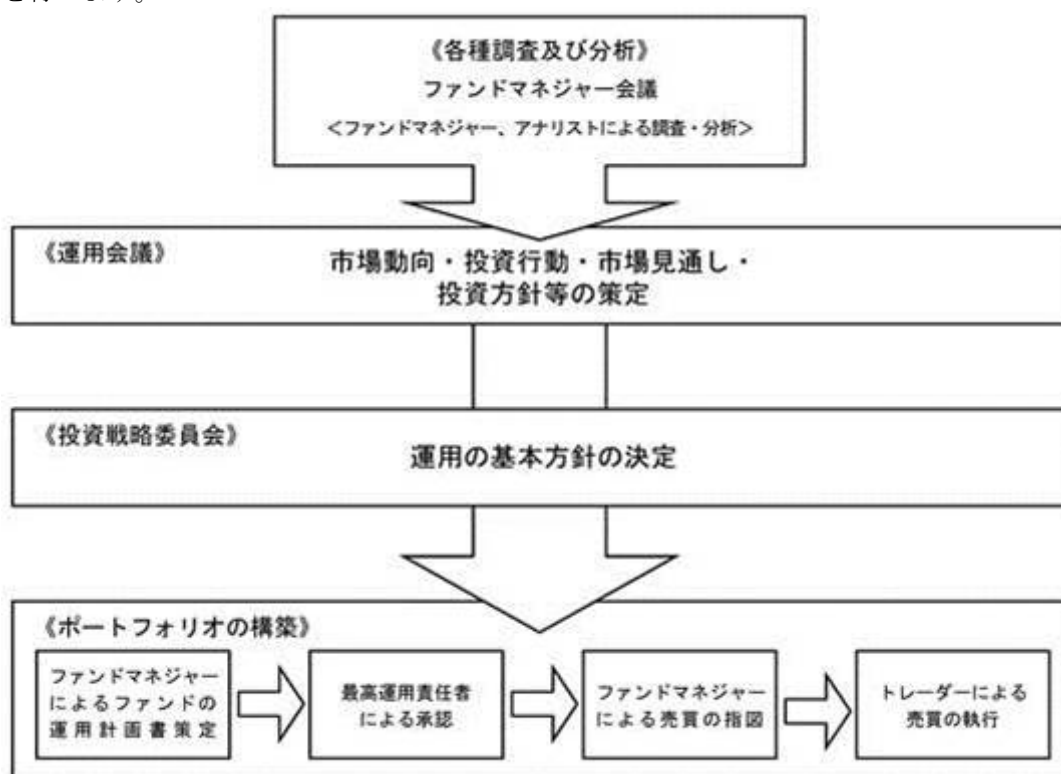 《各種調査及び分析》
ファンドマネジャー会議
＜ファンドマネジャー、アナリストによる調査・分析＞
《運用会議》
市場動向・投資行動・市場見通し・
投資方針等の策定
《投資戦略委員会》
運用の基本方針の決定
《ポートフォリオの構築》
ファンドマネジャー
によるファンドの
運用計画書策定
最高運用責任者
による承認
ファンドマネジャー
による売買の指図
トレーダーによる
売買の執行